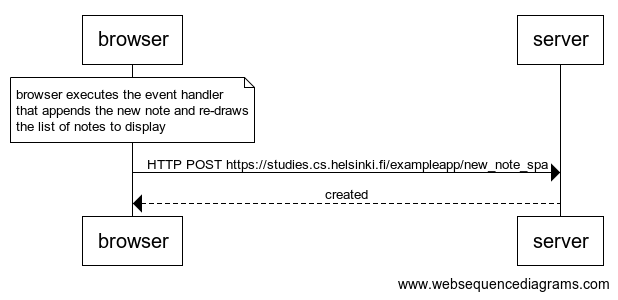 browser
server
browser executes the event handler
that appends the new note and re-draws
the list of notes to display
HTTP POST https://studies.cs.helsinki.fi/exampleapp/new_note_spa
created
browser
server
www.websequencediagrams.com